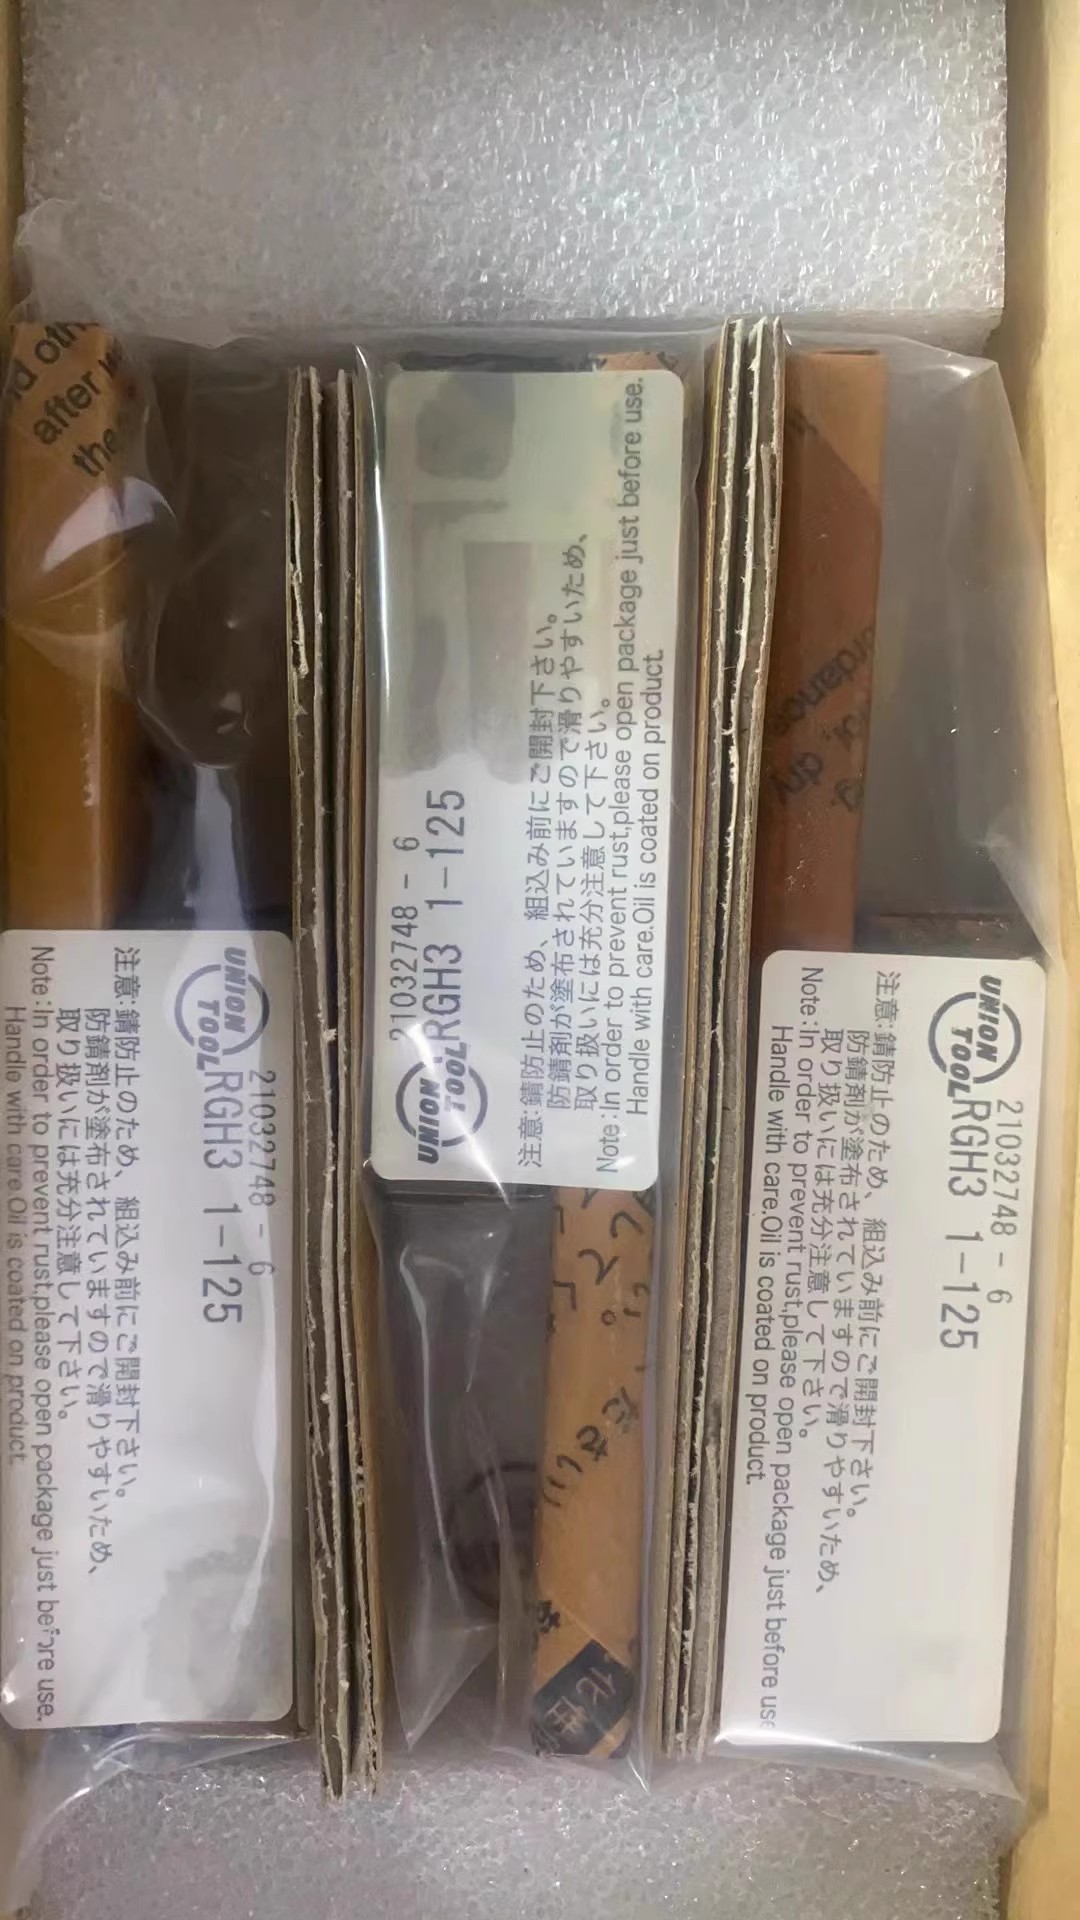 注意:錆防止のため、組込み前にご開封下さい。
防錆剤が塗布されていますので滑りやすいため、
取り扱いには充分注意して下さい。
Note:In order to prevent rust,please open package just before use.
Handle with care.Oil is coated on product.
UNION TOOL
21032748-6
RGH3 1-125
UNION TOOL
21032748-6
RGH3 1-125
注意:錆防止のため、組込み前にご開封下さい。
防錆剤が塗布されていますので滑りやすいため、
取り扱いには充分注意して下さい。
Note:In order to prevent rust,please open package just before use.
Handle with care.Oil is coated on product.
UNION TOOL
21032748-6
RGH3 1-125
注意:錆防止のため、組込み前にご開封下さい。
防錆剤が塗布されていますので滑りやすいため、
取り扱いには充分注意して下さい。
Note:In order to prevent rust,please open package just before use
Handle with care.Oil is coated on product.
after
the